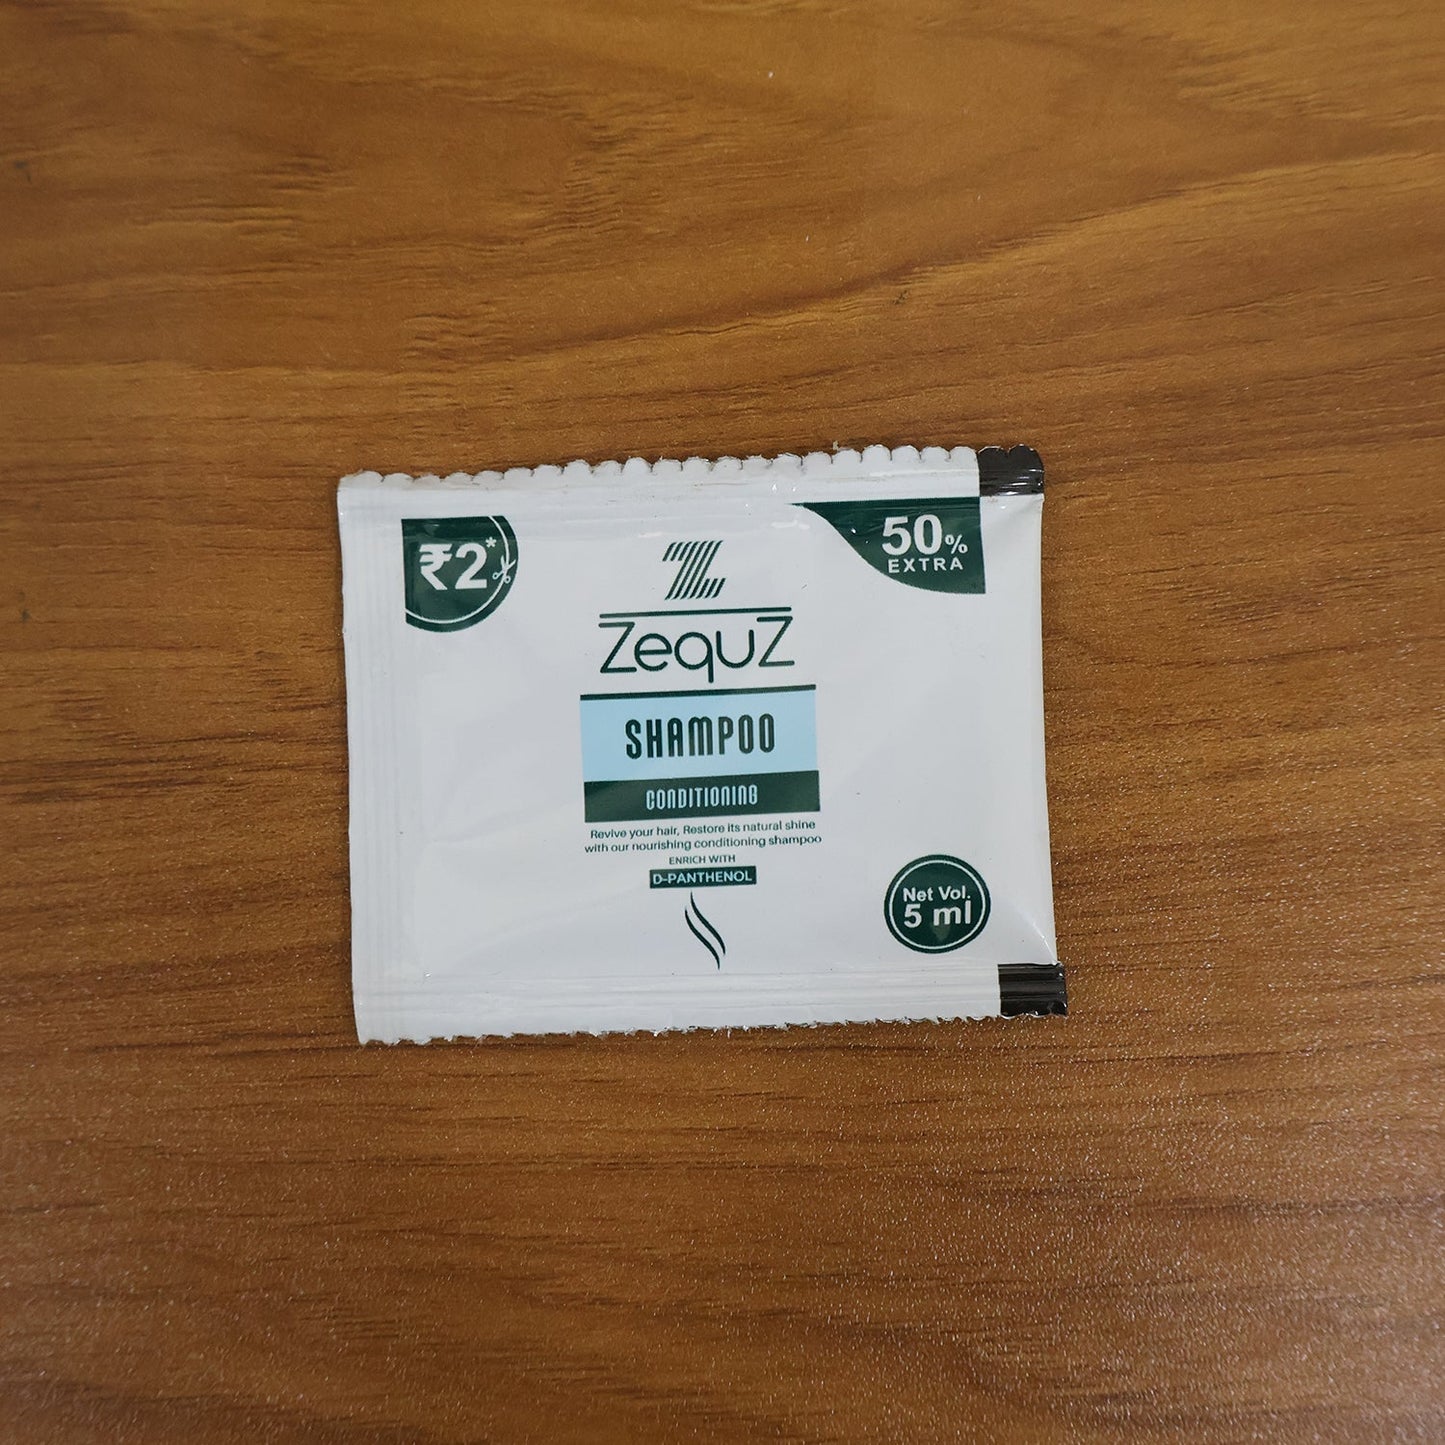 ₹2*
50%
EXTRA
ZequZ
SHAMPOO
CONDITIONING
Revive your hair, Restore its natural shine
with our nourishing conditioning shampoo
ENRICH WITH
D-PANTHENOL
Net Vol.
5 ml